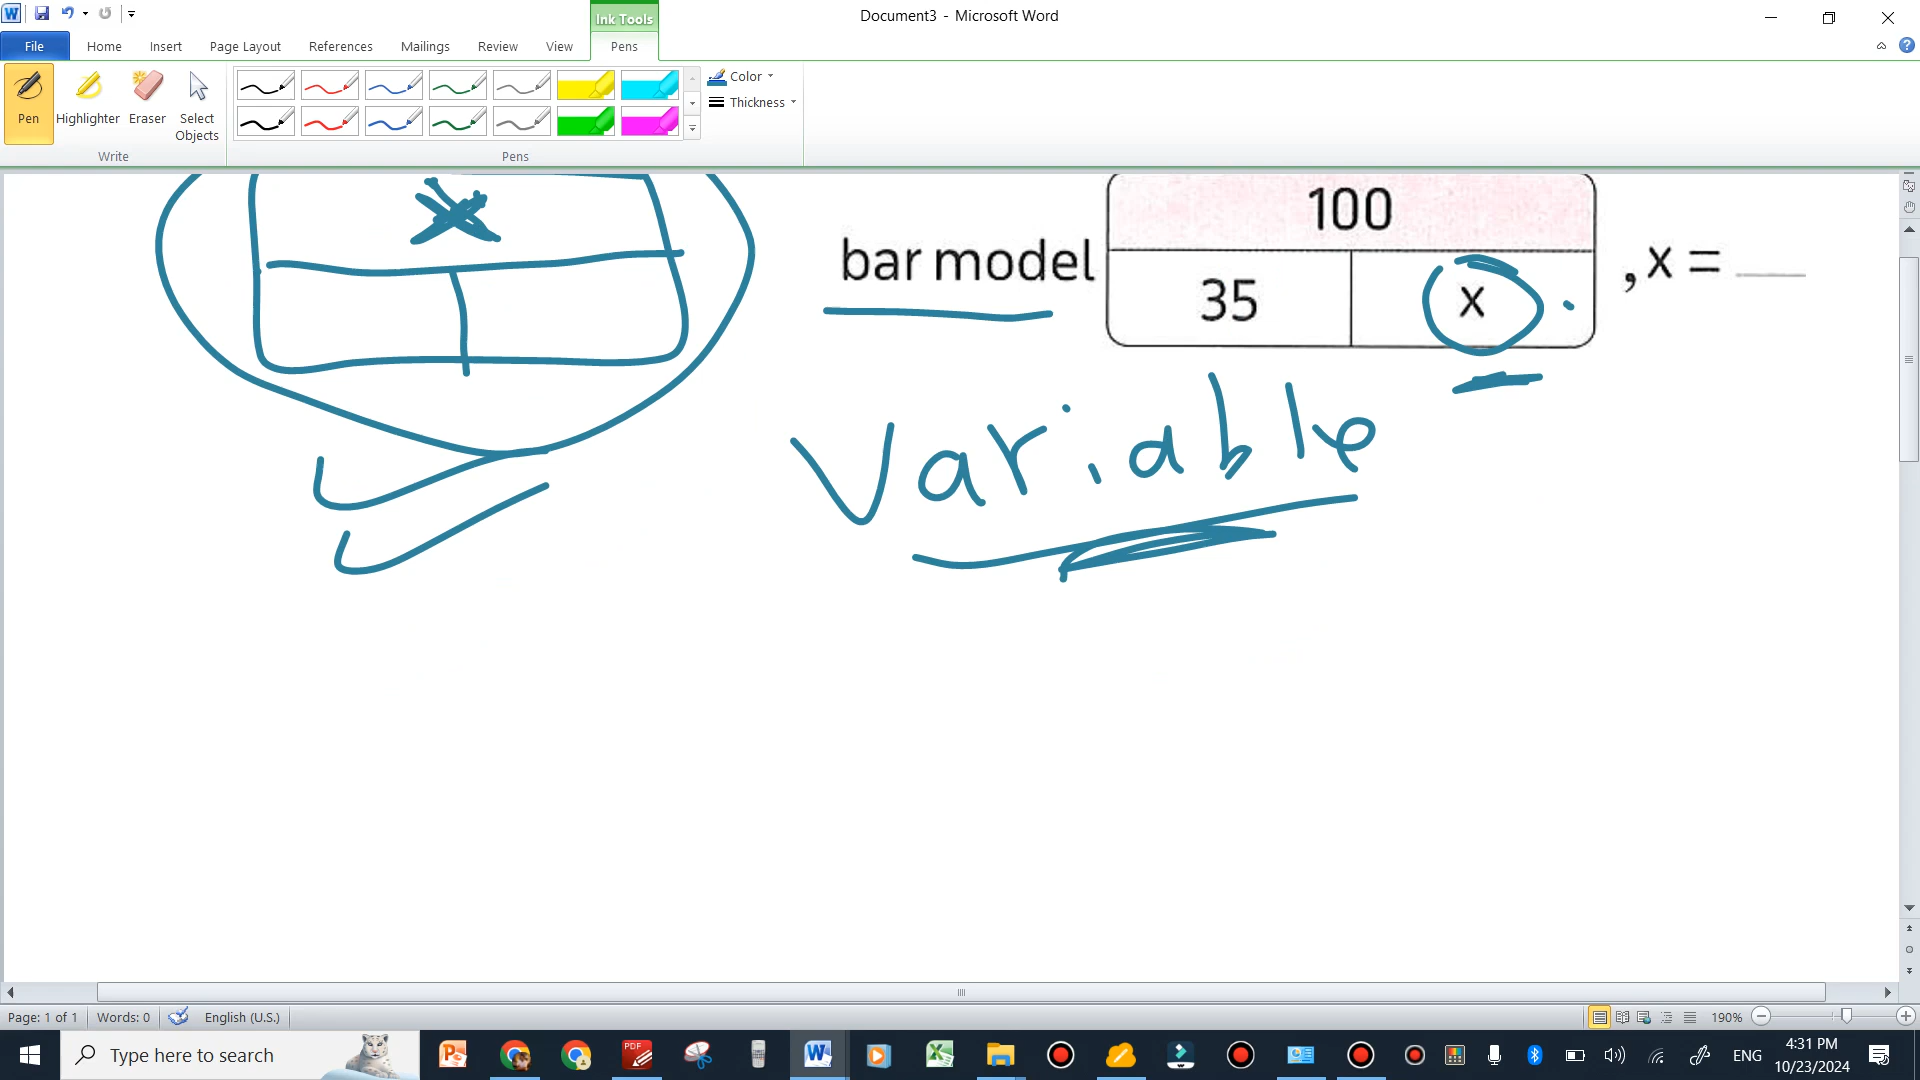 Document3 - Microsoft Word
Ink Tools
File Home Insert Page Layout References Mailings Review View Pens
Pen Highlighter Eraser Select Objects
Color
Thickness
Write Pens
X
100
bar model
35 X
, x =
Variable
Page: 1 of 1 Words: 0 English (U.S.) 190%
Type here to search
PDF
ENG
4:31 PM
10/23/2024